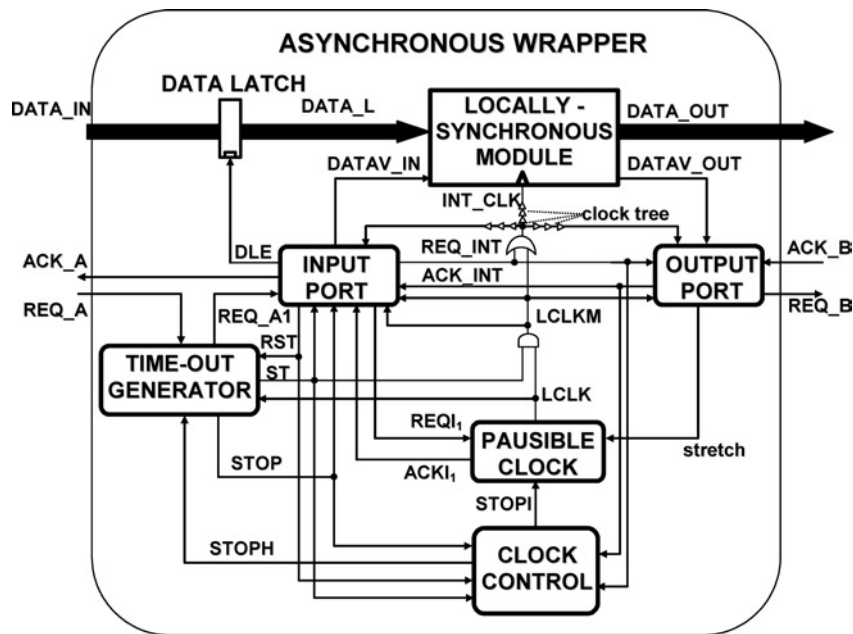 ASYNCHRONOUS WRAPPER
DATA LATCH
DATA_IN
DATA_L
LOCALLY -
SYNCHRONOUS
MODULE
DATA_OUT
DATAV_IN
DATAV_OUT
INT_CLK
clock tree
DLE
REQ_INT
ACK_A
INPUT
PORT
ACK_INT
OUTPUT
PORT
ACK_B
REQ_A
REQ_A1
LCLKM
REQ_B
RST
TIME-OUT
GENERATOR
ST
LCLK
REQI₁
PAUSIBLE
CLOCK
stretch
STOP
ACKI₁
STOPI
STOPH
CLOCK
CONTROL